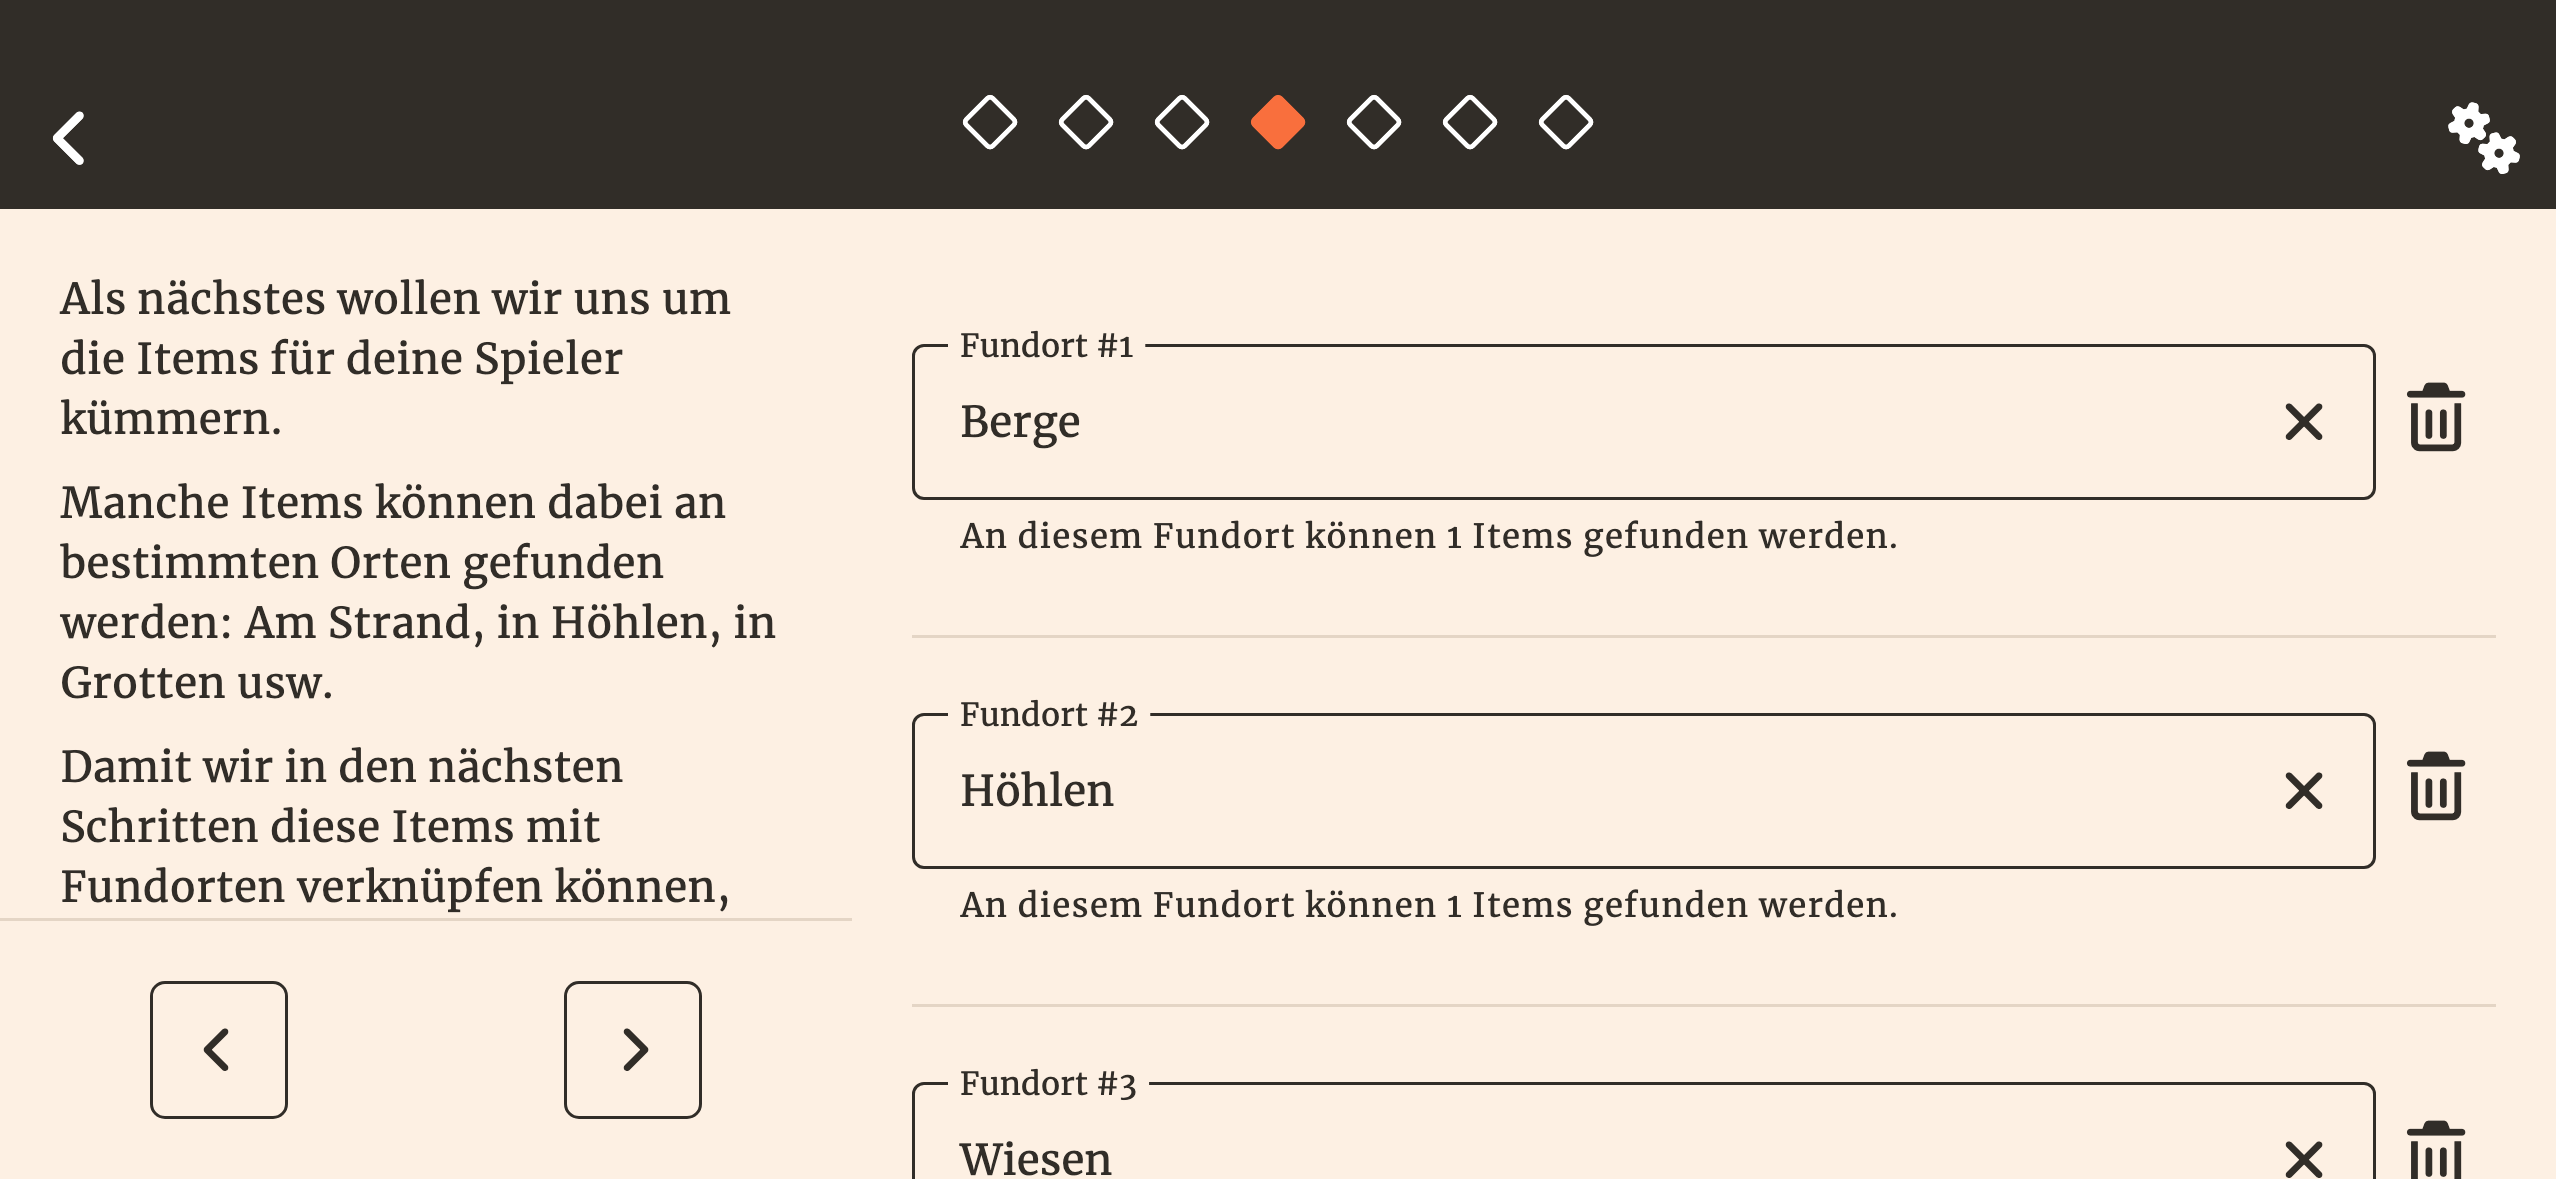 Als nächstes wollen wir uns um
die Items für deine Spieler
kümmern.
Manche Items können dabei an
bestimmten Orten gefunden
werden: Am Strand, in Höhlen, in
Grotten usw.
Damit wir in den nächsten
Schritten diese Items mit
Fundorten verknüpfen können,
Fundort #1
Berge
An diesem Fundort können 1 Items gefunden werden.
Fundort #2
Höhlen
An diesem Fundort können 1 Items gefunden werden.
Fundort #3
Wiesen